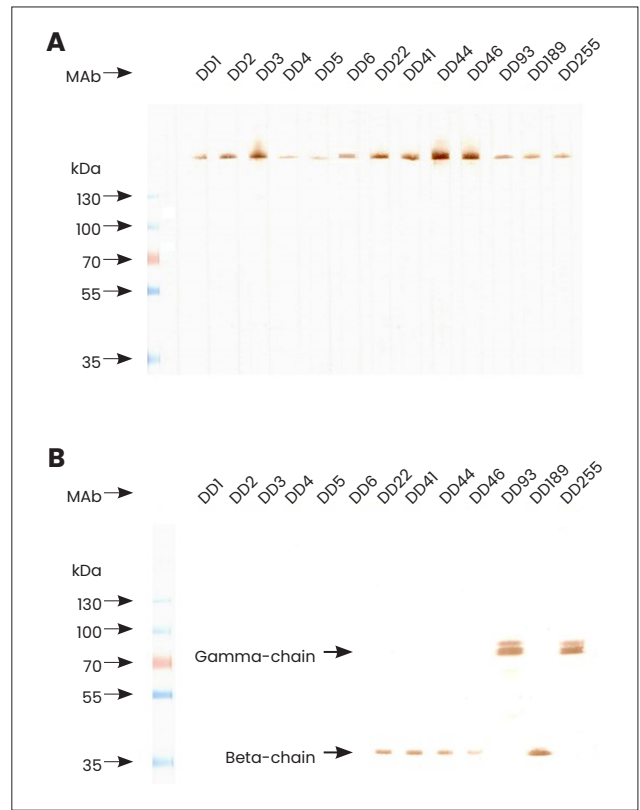 A
MAb
DD1 DD2 DD3 DD4 DD5 DD6 DD22 DD41 DD44 DD46 DD93 DD189 DD255
kDa
130
100
70
55
35
B
MAb
DD1 DD2 DD3 DD4 DD5 DD6 DD22 DD41 DD44 DD46 DD93 DD189 DD255
kDa
130
100
Gamma-chain
70
55
Beta-chain
35